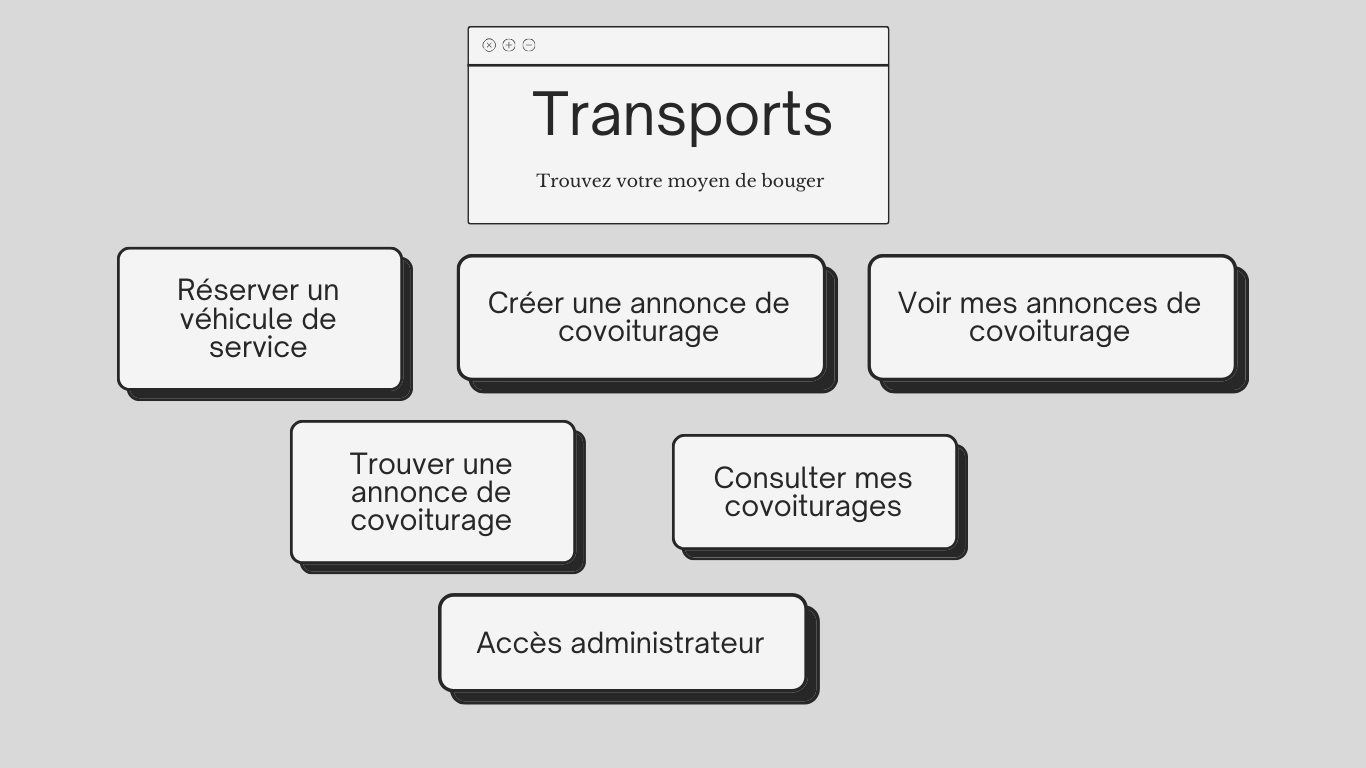 Transports
Trouvez votre moyen de bouger
Réserver un
véhicule de
service
Créer une annonce de
covoiturage
Voir mes annonces de
covoiturage
Trouver une
annonce de
covoiturage
Consulter mes
covoiturages
Accès administrateur